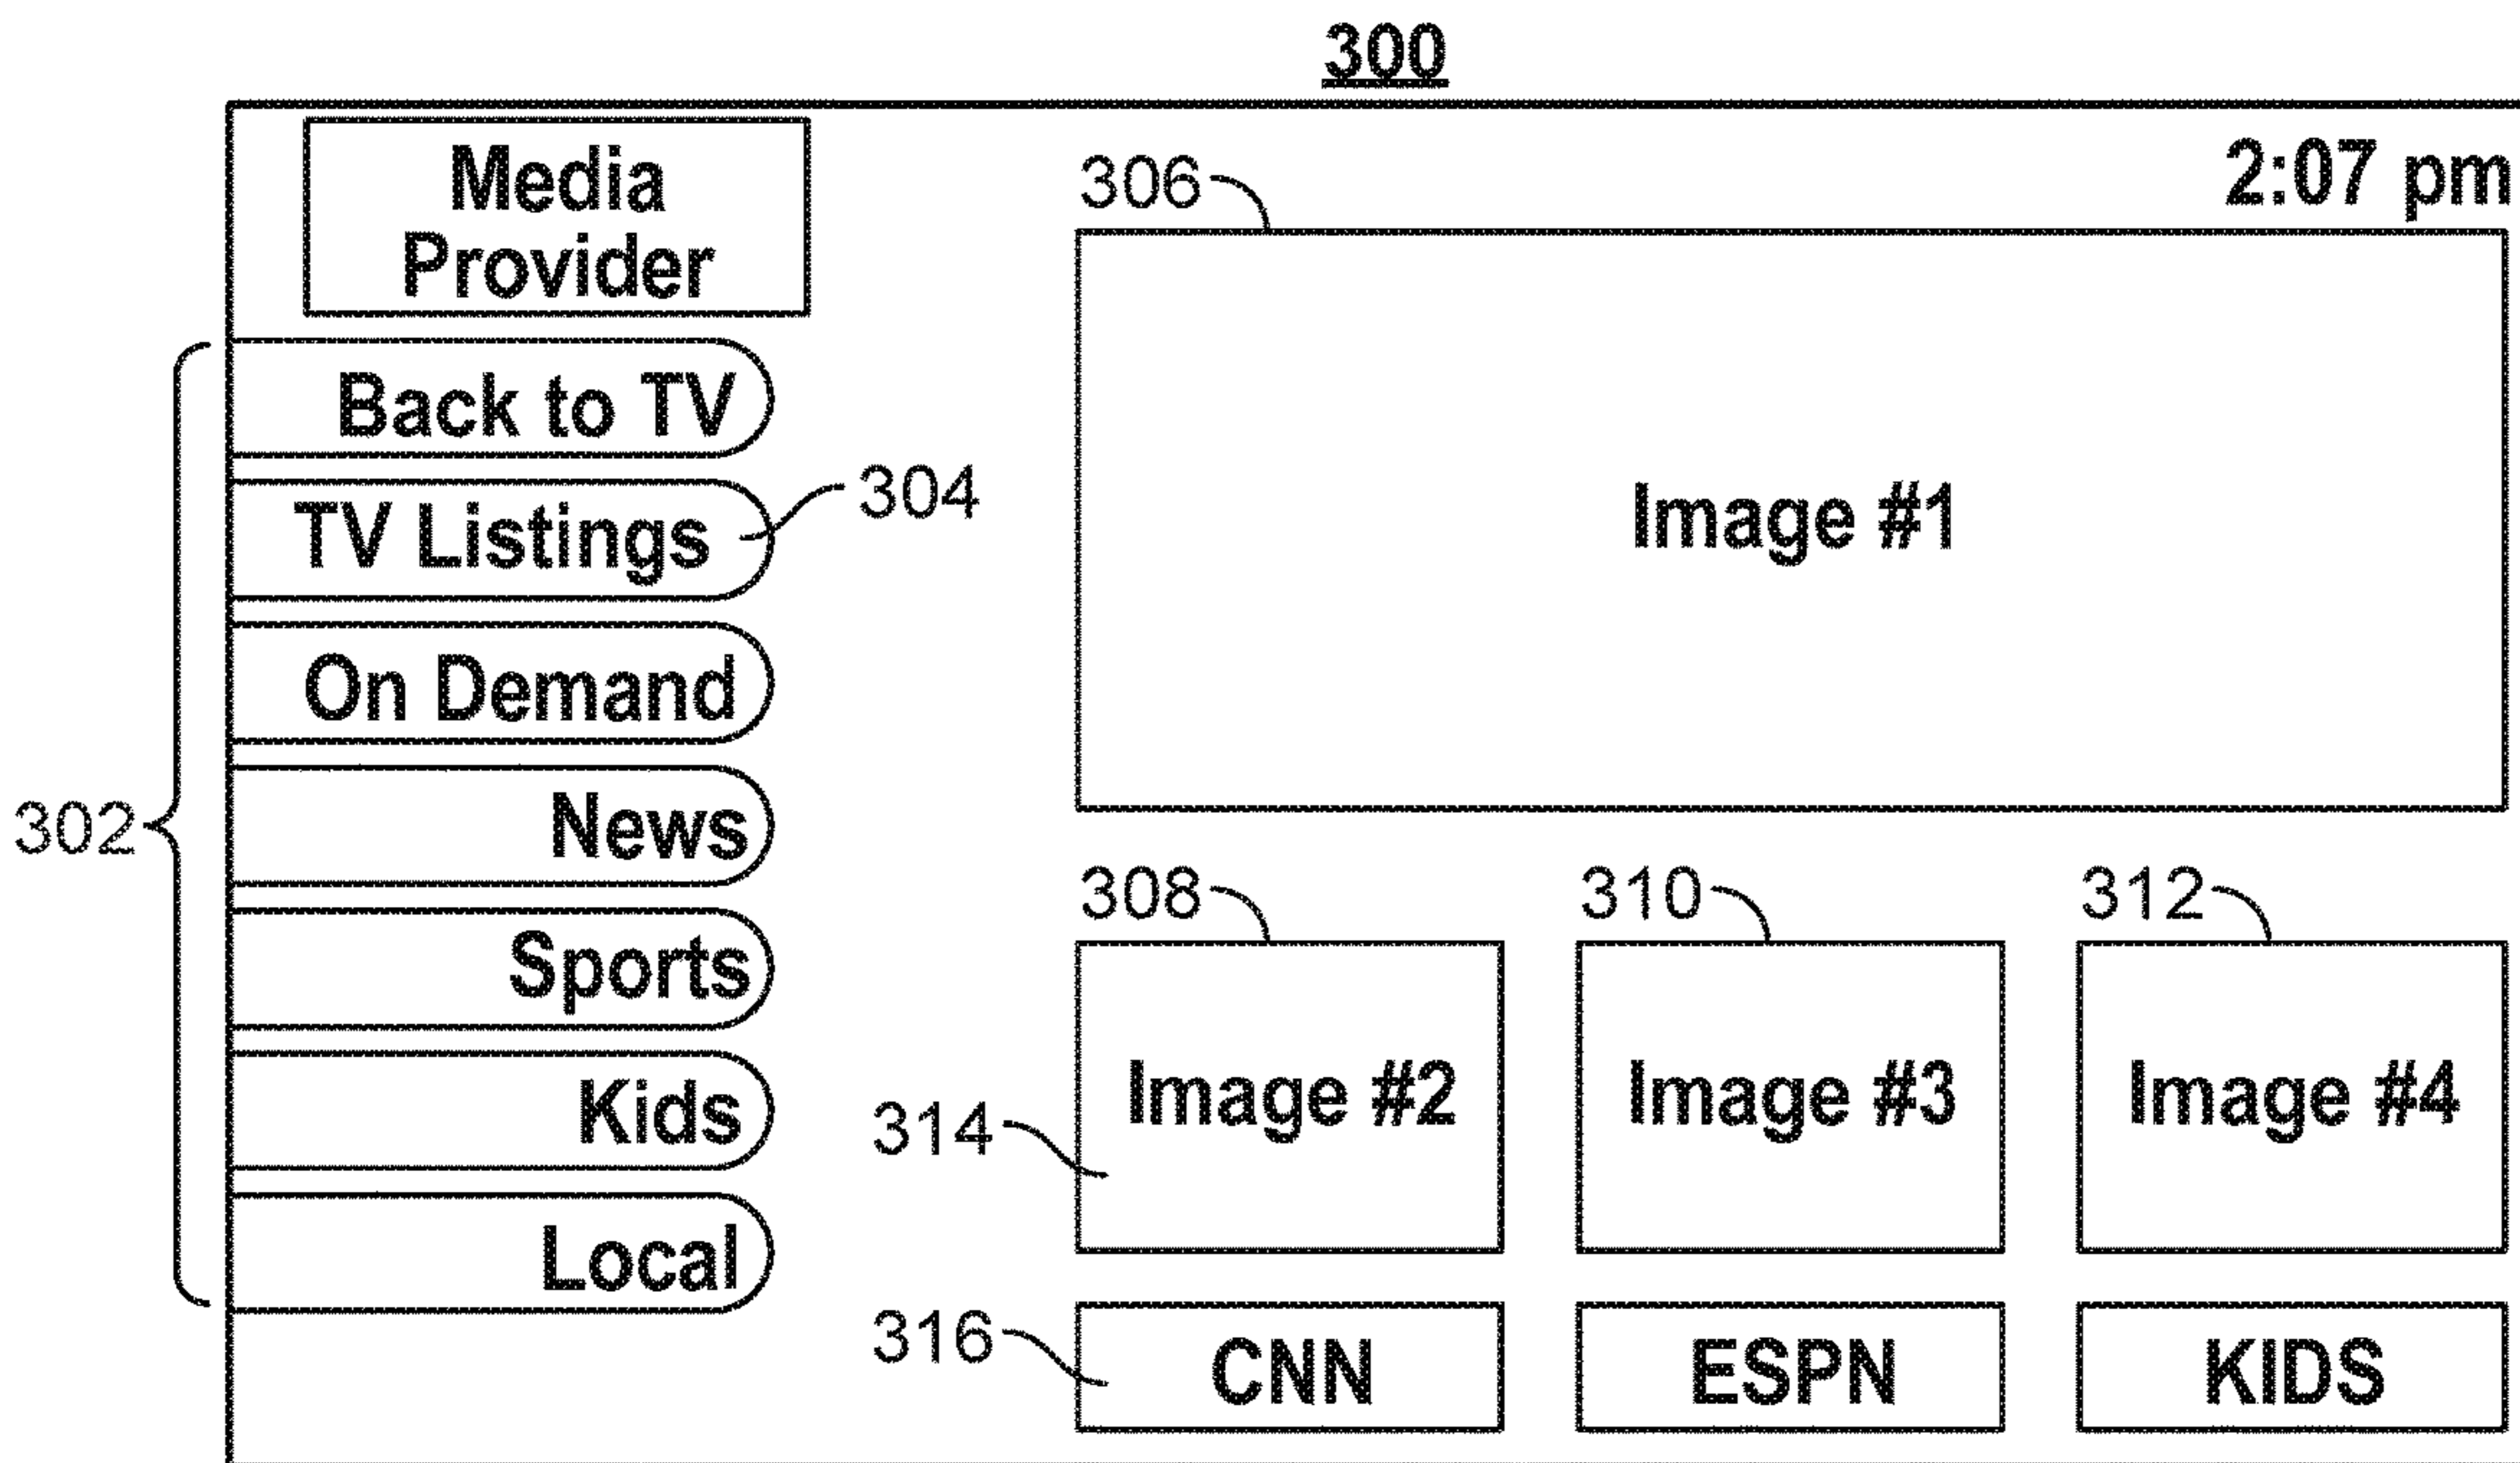 300
Media
Provider
2:07 pm
306
Back to TV
TV Listings
304
On Demand
News
Sports
Kids
Local
302
Image #1
308
310
312
Image #2
Image #3
Image #4
314
316
CNN
ESPN
KIDS